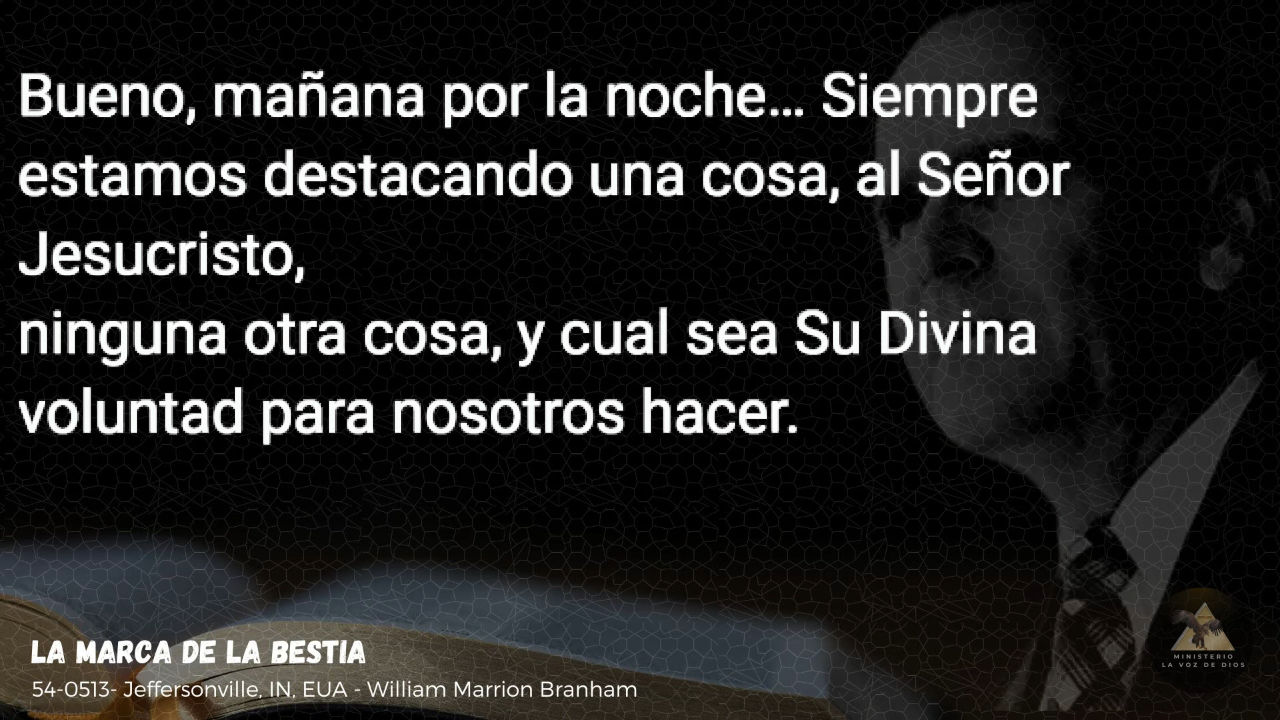 Bueno, mañana por la noche... Siempre
estamos destacando una cosa, al Señor
Jesucristo,
ninguna otra cosa, y cual sea Su Divina
voluntad para nosotros hacer.
LA MARCA DE LA BESTIA
54-0513- Jeffersonville, IN, EUA - William Marrion Branham
MINISTERIO
LA VOZ DE DIOS